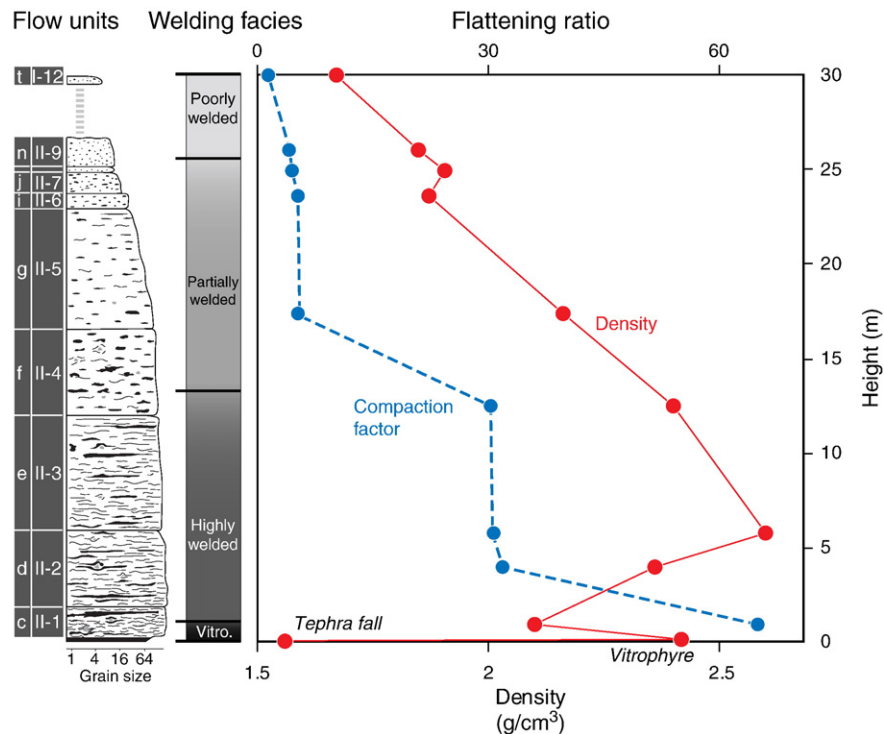 Flow units Welding facies Flattening ratio
0 30 60
t I-12
n II-9
j II-7
i II-6
g II-5
f II-4
e II-3
d II-2
c II-1
1 4 16 64
Grain size
Poorly
welded
Partially
welded
Highly
welded
Vitro.
Density
Compaction
factor
Tephra fall
Vitrophyre
30
25
20
15
10
5
0
Height (m)
1.5 2 2.5
Density
(g/cm³)